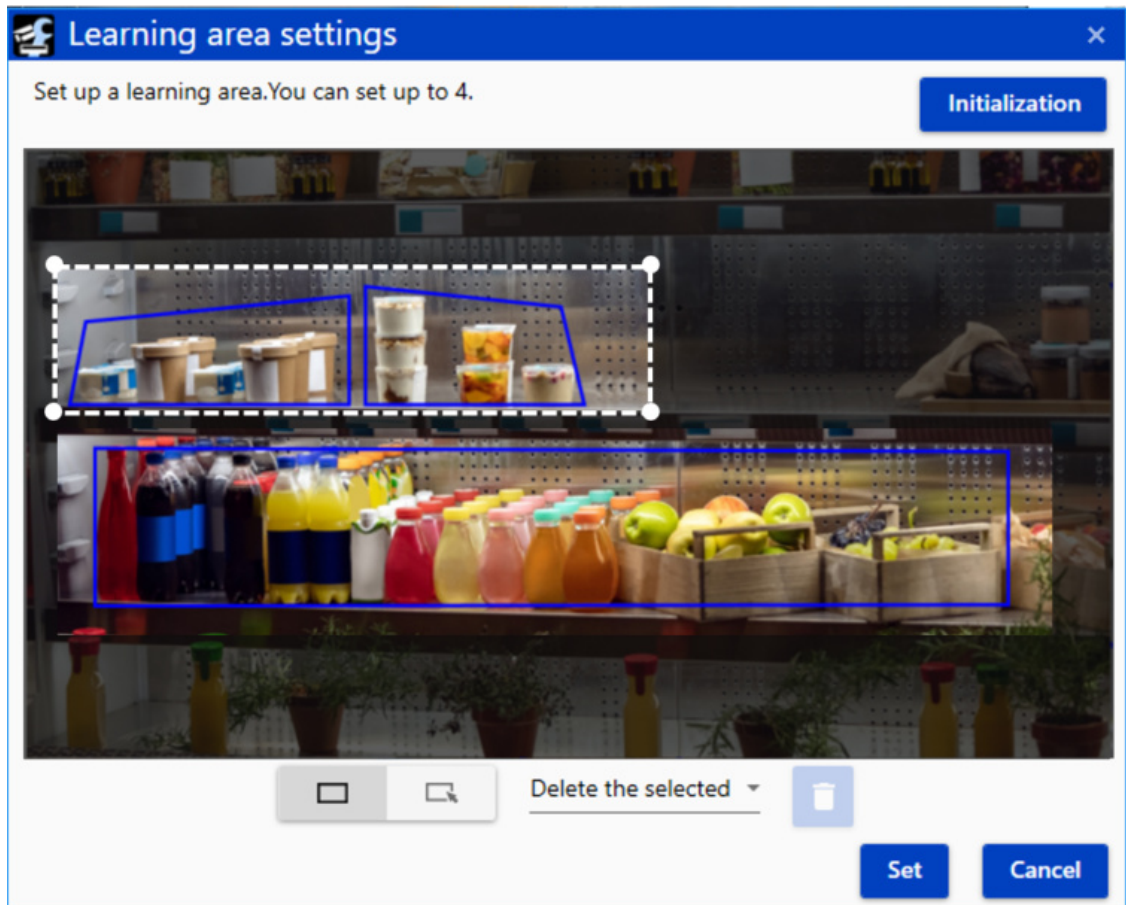 Learning area settings
Set up a learning area.You can set up to 4.
Initialization
Delete the selected
Set
Cancel